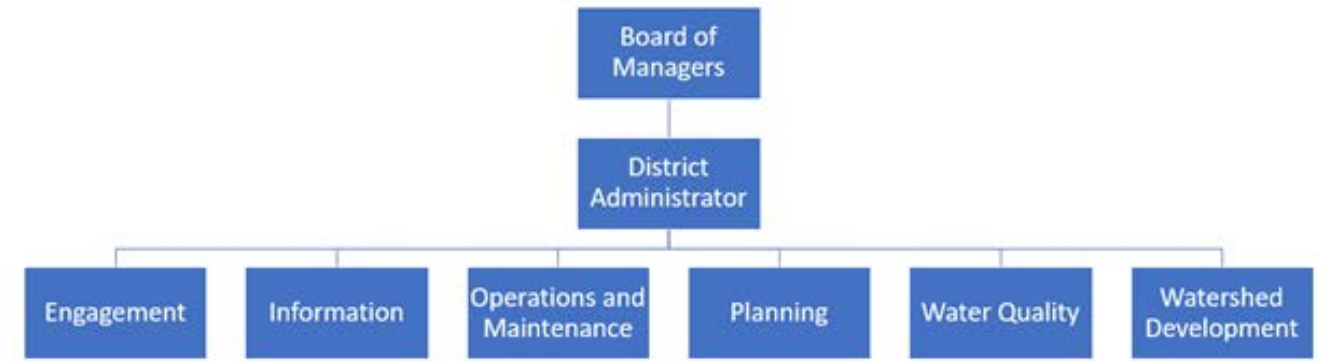 Board of
Managers
District
Administrator
Engagement
Information
Operations and
Maintenance
Planning
Water Quality
Watershed
Development